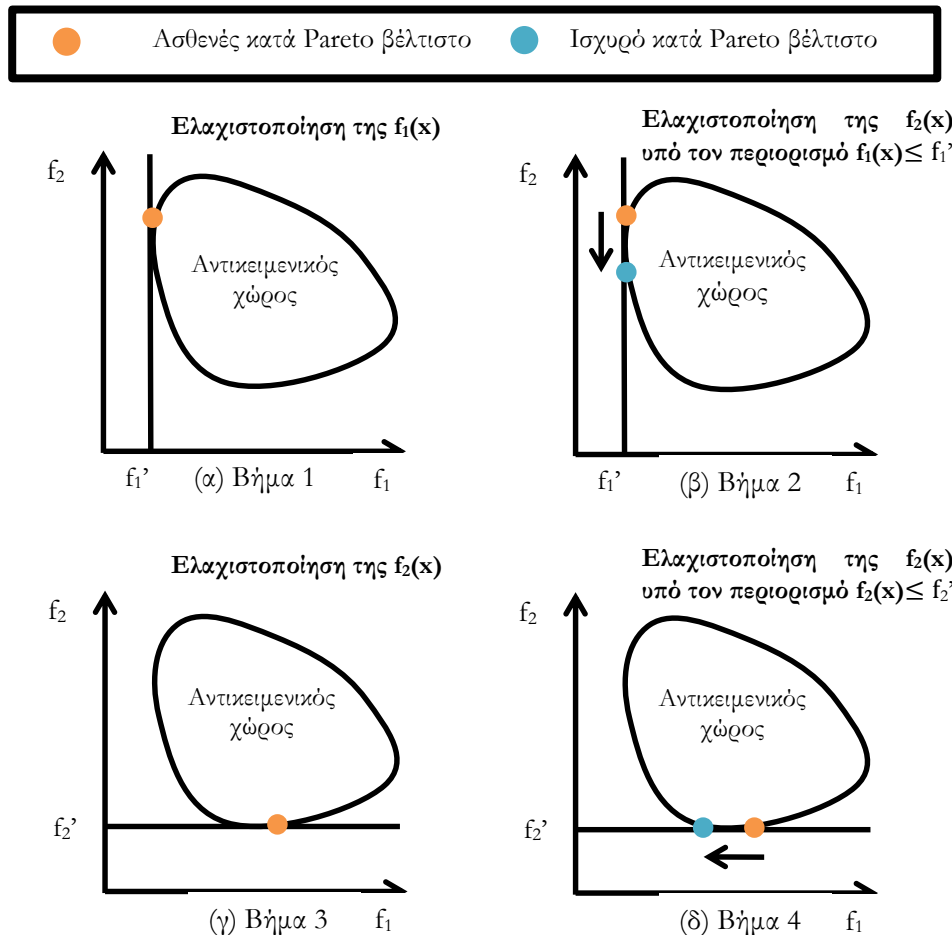 Ασθενές κατά Pareto βέλτιστο Ισχυρό κατά Pareto βέλτιστο
Ελαχιστοποίηση της f₁(x)
f₂
Αντικειμενικός
χώρος
f₁’
(α) Βήμα 1
f₁
Ελαχιστοποίηση της f₂(x)
υπό τον περιορισμό f₁(x)≤ f₁’
f₂
Αντικειμενικός
χώρος
f₁’
(β) Βήμα 2
f₁
Ελαχιστοποίηση της f₂(x)
f₂
Αντικειμενικός
χώρος
f₂’
(γ) Βήμα 3
f₁
Ελαχιστοποίηση της f₂(x)
υπό τον περιορισμό f₂(x)≤ f₂’
f₂
Αντικειμενικός
χώρος
f₂’
(δ) Βήμα 4
f₁